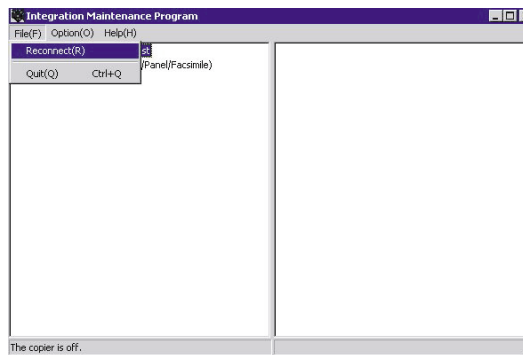 Integration Maintenance Program
File(F) Option(O) Help(H)
Reconnect(R)
st
/Panel/Facsimile)
Quit(Q) Ctrl+Q
The copier is off.